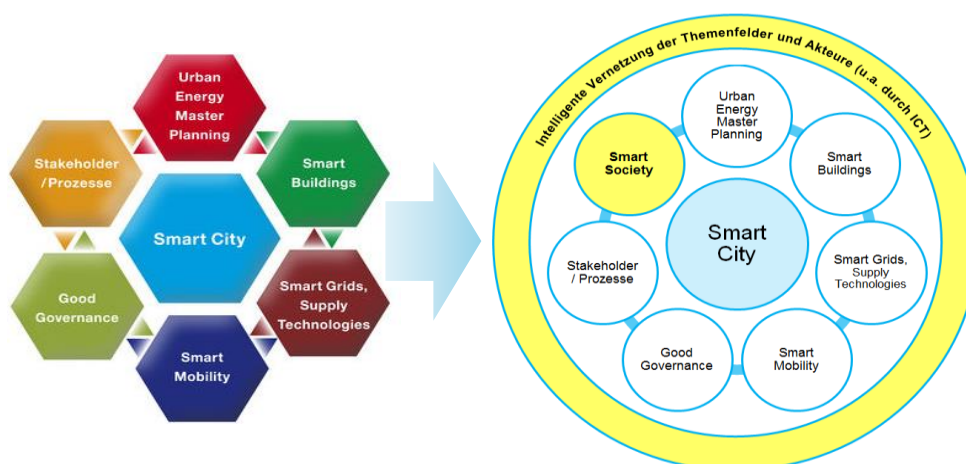 Urban
Energy
Master
Planning
Stakeholder
/Prozesse
Smart
Buildings
Smart City
Good
Governance
Smart Grids,
Supply
Technologies
Smart
Mobility
Intelligente Vernetzung der Themenfelder und Akteure (u.a. durch ICT)
Urban
Energy
Master
Planning
Smart
Society
Smart
Buildings
Smart
City
Stakeholder
/ Prozesse
Smart Grids,
Supply
Technologies
Good
Governance
Smart
Mobility